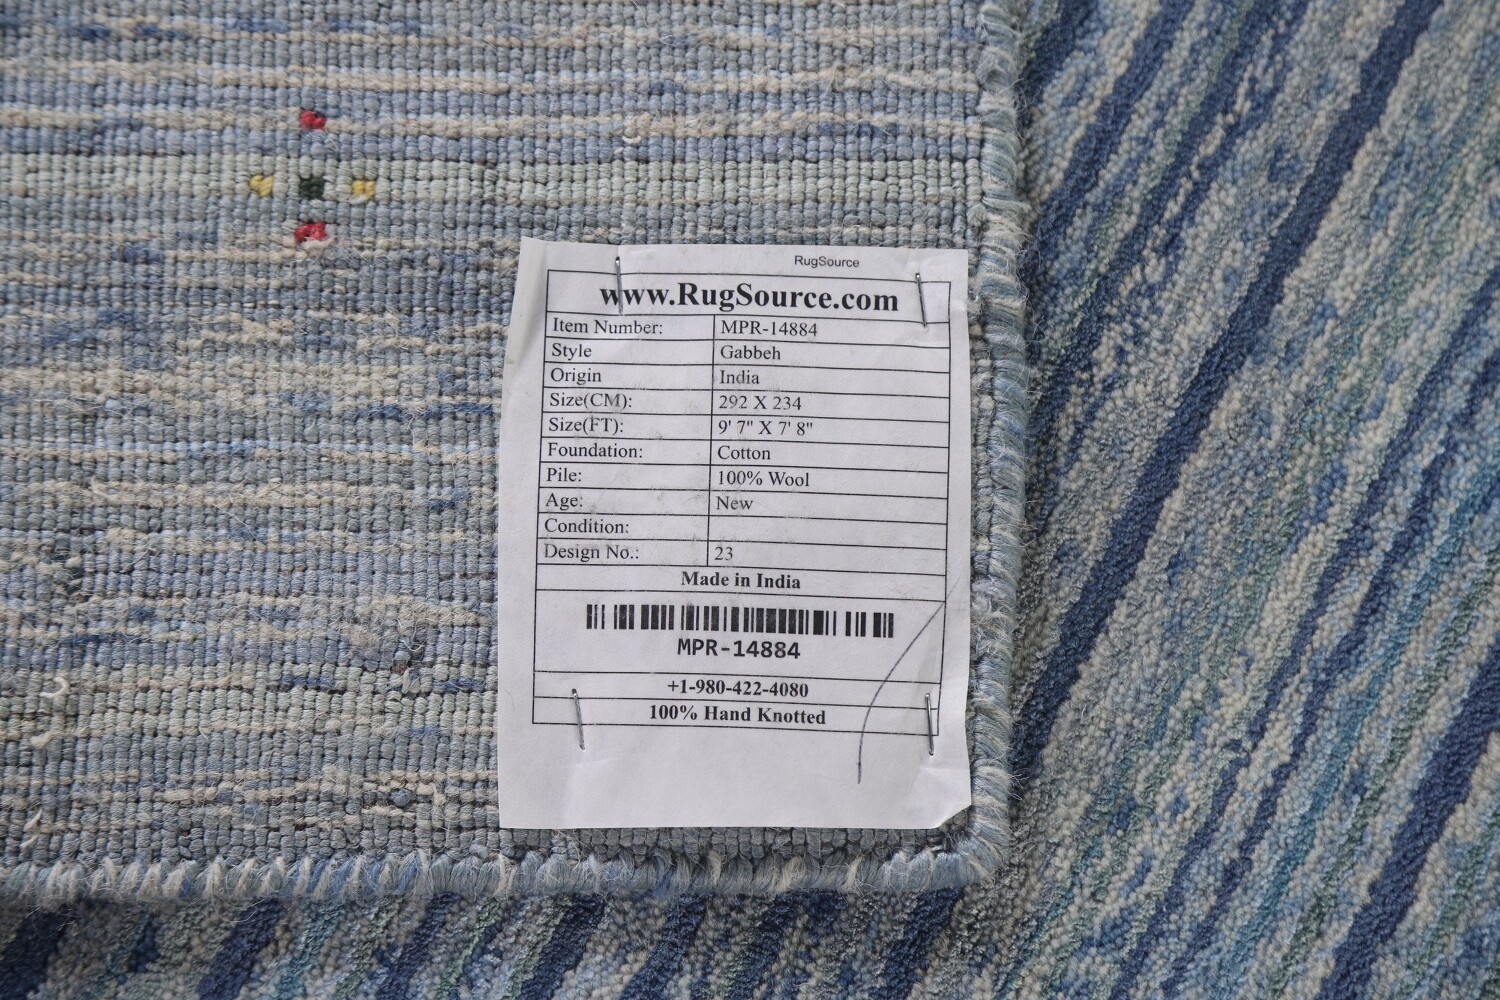 RugSource
www.RugSource.com
Item Number: MPR-14884
Style Gabbeh
Origin India
Size(CM): 292 X 234
Size(FT): 9' 7" X 7' 8"
Foundation: Cotton
Pile: 100% Wool
Age: New
Condition:
Design No.: 23
Made in India
MPR-14884
+1-980-422-4080
100% Hand Knotted